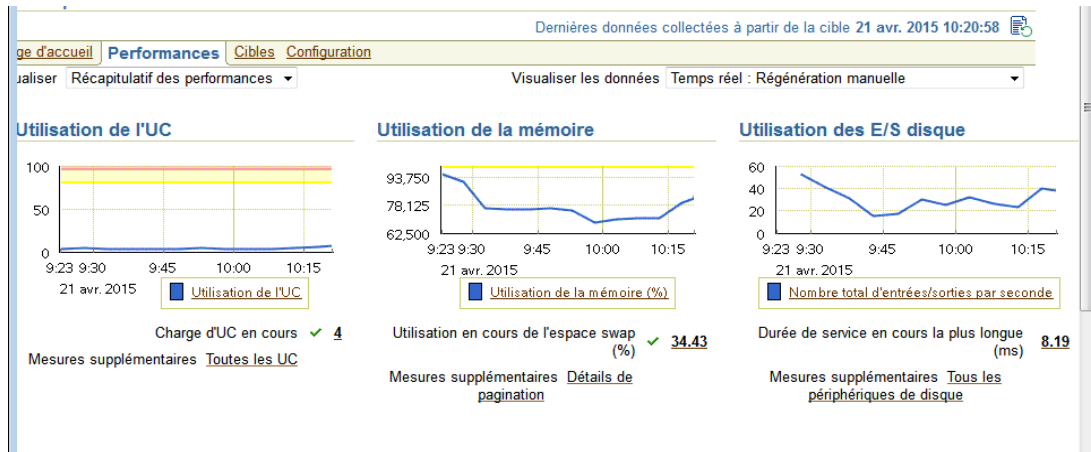 Dernières données collectées à partir de la cible 21 avr. 2015 10:20:58
ge d'accueil Performances Cibles Configuration
ualiser Récapitulatif des performances Visualiser les données Temps réel : Régénération manuelle
Utilisation de l'UC
100
50
0
9:23 9:30 9:45 10:00 10:15
21 avr. 2015
Utilisation de l'UC
Charge d'UC en cours 4
Mesures supplémentaires Toutes les UC
Utilisation de la mémoire
93,750
78,125
62,500
9:23 9:30 9:45 10:00 10:15
21 avr. 2015
Utilisation de la mémoire (%)
Utilisation en cours de l'espace swap
(%) 34.43
Mesures supplémentaires Détails de
pagination
Utilisation des E/S disque
60
40
20
0
9:23 9:30 9:45 10:00 10:15
21 avr. 2015
Nombre total d'entrées/sorties par seconde
Durée de service en cours la plus longue
(ms) 8.19
Mesures supplémentaires Tous les
périphériques de disque